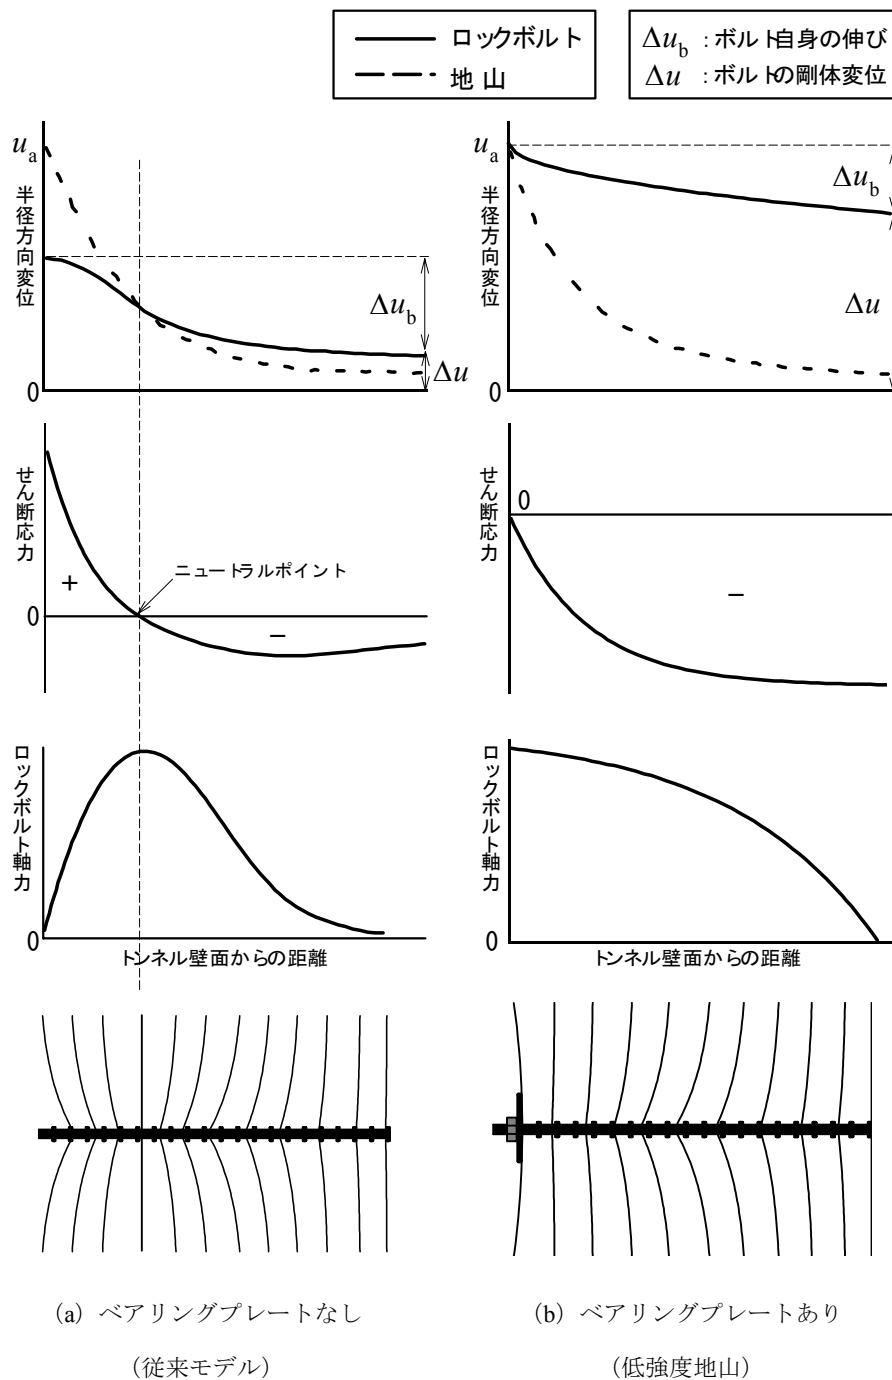 ロックボルト
地山
Δu_b : ボルト自身の伸び
Δu : ボルトの剛体変位
u_a
半径方向変位
0
Δu_b
Δu
u_a
半径方向変位
0
Δu_b
Δu
せん断応力
0
+
−
ニュートラルポイント
せん断応力
0
−
ロックボルト軸力
0
トンネル壁面からの距離
ロックボルト軸力
0
トンネル壁面からの距離
(a) ベアリングプレートなし
(従来モデル)
(b) ベアリングプレートあり
(低強度地山)